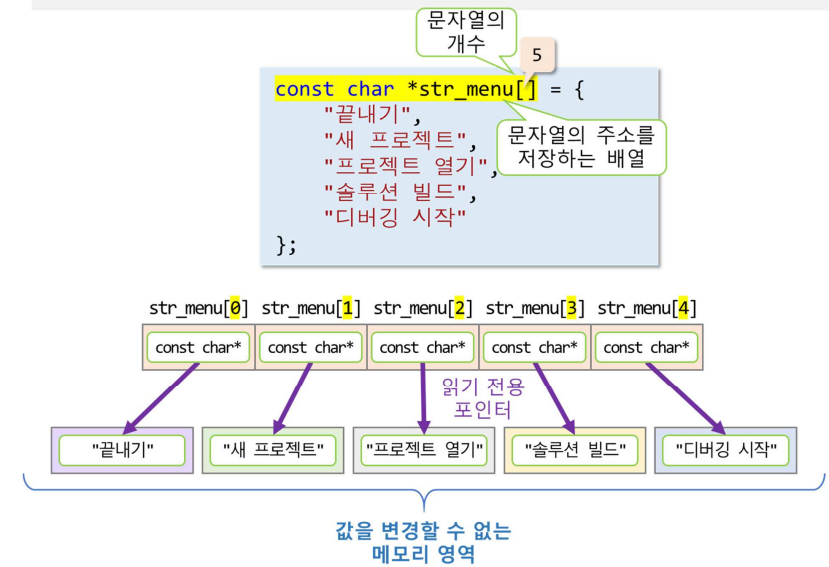 문자열의
개수
5
const char *str_menu[] = {
"끝내기",
"새 프로젝트",
"프로젝트 열기",
"솔루션 빌드",
"디버깅 시작"
};
문자열의 주소를
저장하는 배열
str_menu[0] str_menu[1] str_menu[2] str_menu[3] str_menu[4]
const char* const char* const char* const char* const char*
읽기 전용
포인터
"끝내기" "새 프로젝트" "프로젝트 열기" "솔루션 빌드" "디버깅 시작"
값을 변경할 수 없는
메모리 영역